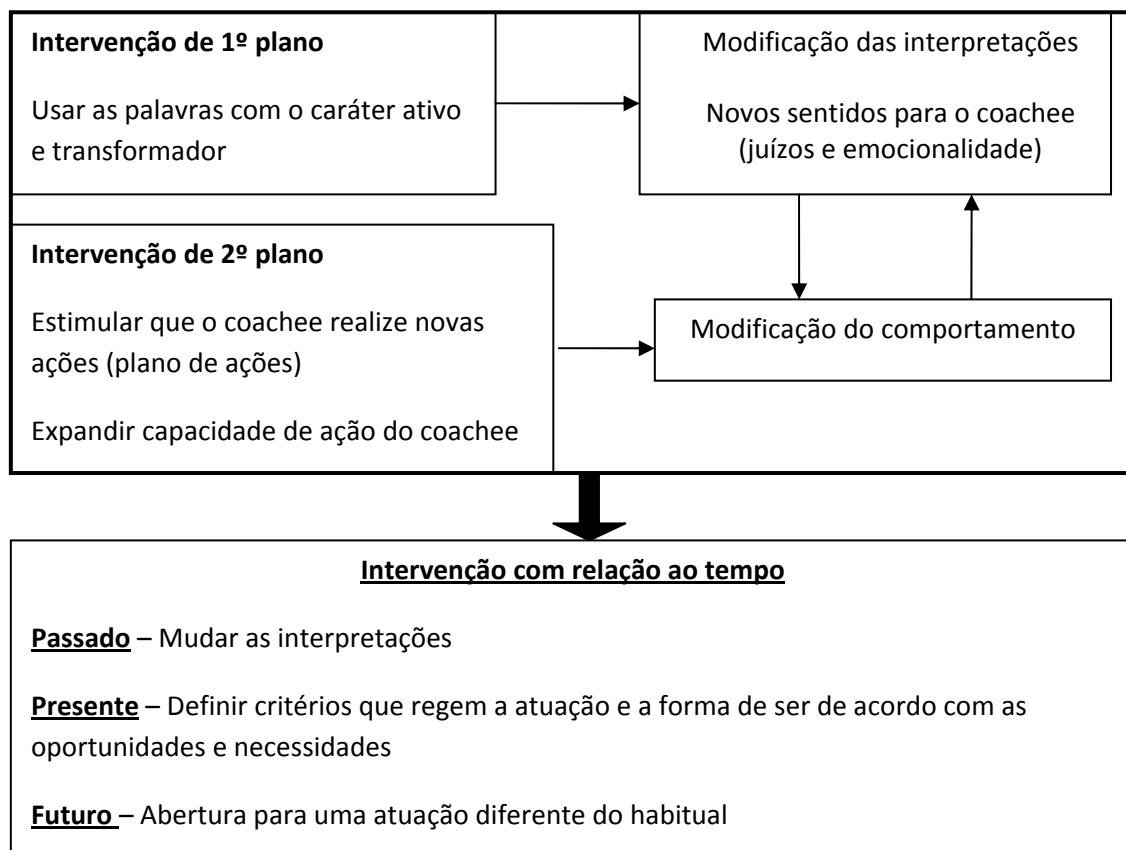 Intervenção de 1º plano
Usar as palavras com o caráter ativo
e transformador
Modificação das interpretações
Novos sentidos para o coachee
(juízos e emocionalidade)
Intervenção de 2º plano
Estimular que o coachee realize novas
ações (plano de ações)
Expandir capacidade de ação do coachee
Modificação do comportamento
Intervenção com relação ao tempo
Passado – Mudar as interpretações
Presente – Definir critérios que regem a atuação e a forma de ser de acordo com as
oportunidades e necessidades
Futuro – Abertura para uma atuação diferente do habitual